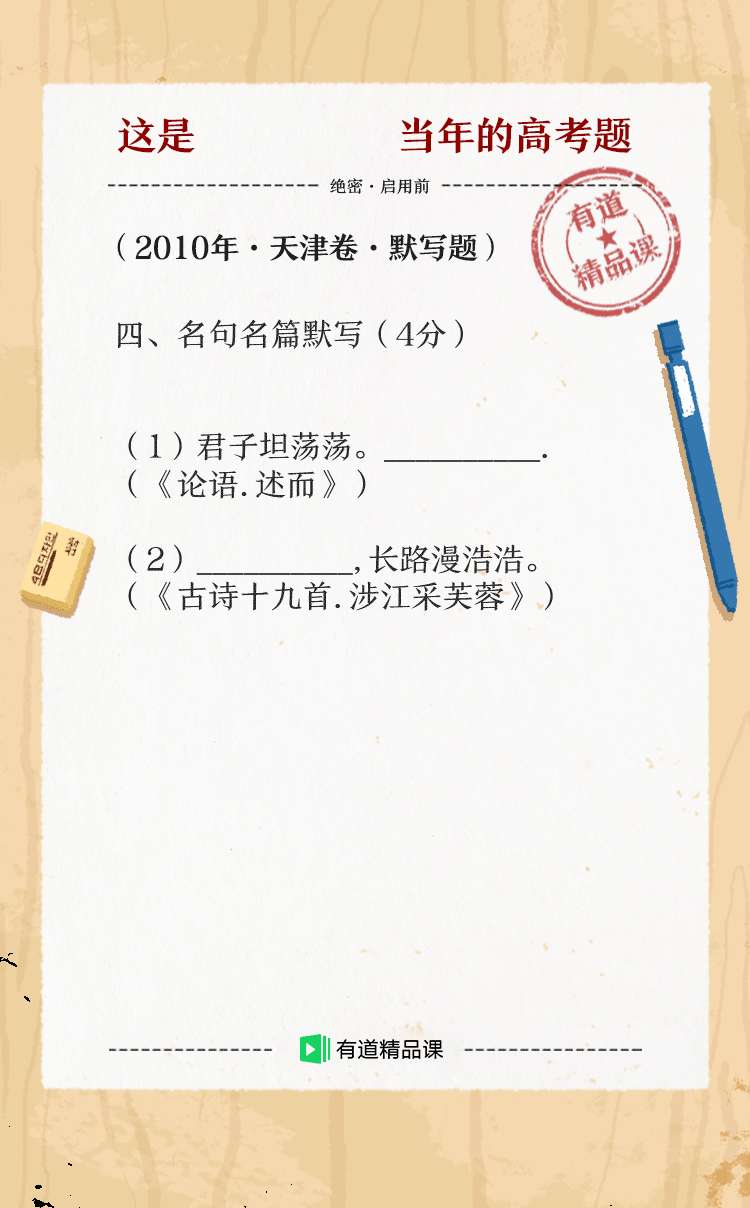 这是 当年的高考题
绝密·启用前
有道
精品课
（2010年·天津卷·默写题）
四、名句名篇默写（4分）
（1）君子坦荡荡。__________.
（《论语.述而》）
（2）__________,长路漫浩浩。
（《古诗十九首.涉江采芙蓉》）
有道精品课